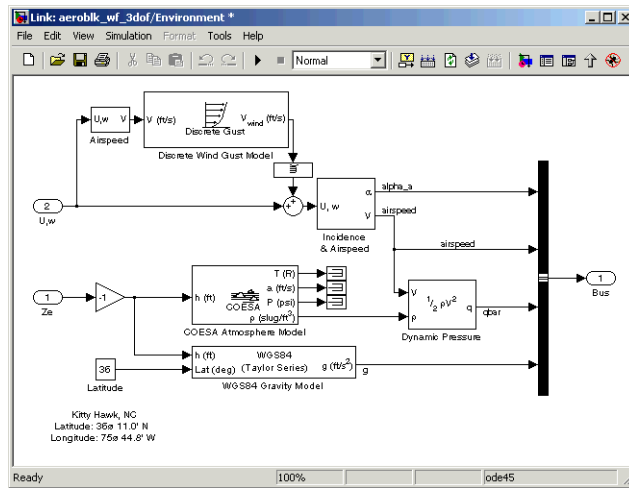 Link: aeroblk_wf_3dof/Environment *
File Edit View Simulation Format Tools Help
Normal
U,w V
Airspeed
V (ft/s) V wind (ft/s)
Discrete Gust
Discrete Wind Gust Model
2
U,w
+ +
U, w α
V
Incidence
& Airspeed
alpha_a
airspeed
airspeed
1
Ze
-1
h (ft) T (R)
a (ft/s)
COESA P (psi)
ρ (slug/ft³)
COESA Atmosphere Model
V ½ ρV² q
ρ
Dynamic Pressure
qbar
1
Bus
36
Latitude
h (ft) WGS84
Lat (deg) (Taylor Series) g (ft/s²)
WGS84 Gravity Model
g
Kitty Hawk, NC
Latitude: 36ø 11.0' N
Longitude: 75ø 44.8' W
Ready 100% ode45